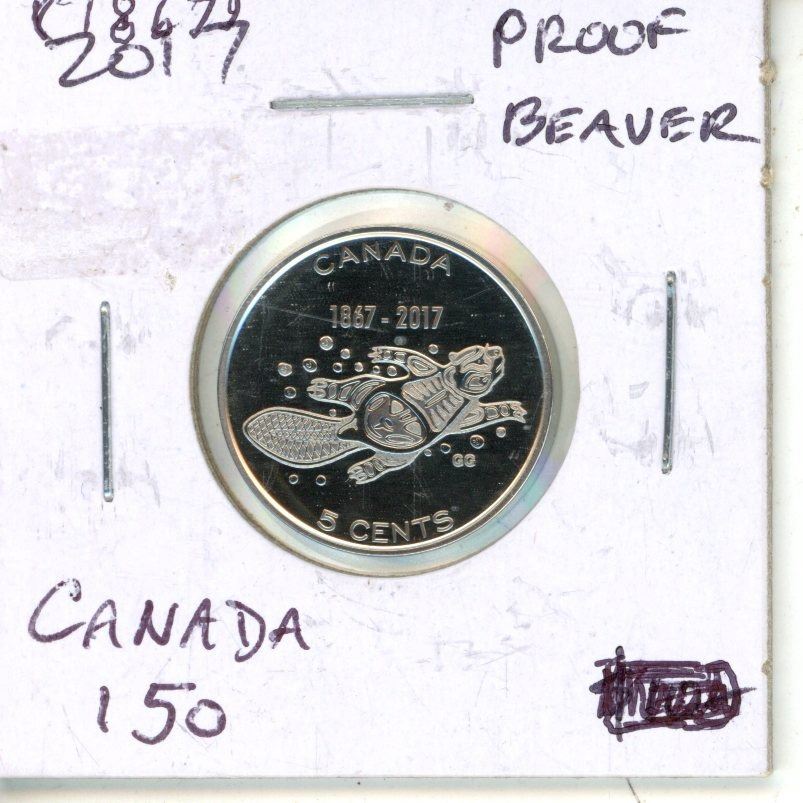 (1867)
2017
PROOF
BEAVER
CANADA
1867 - 2017
GG
5 CENTS
CANADA
150